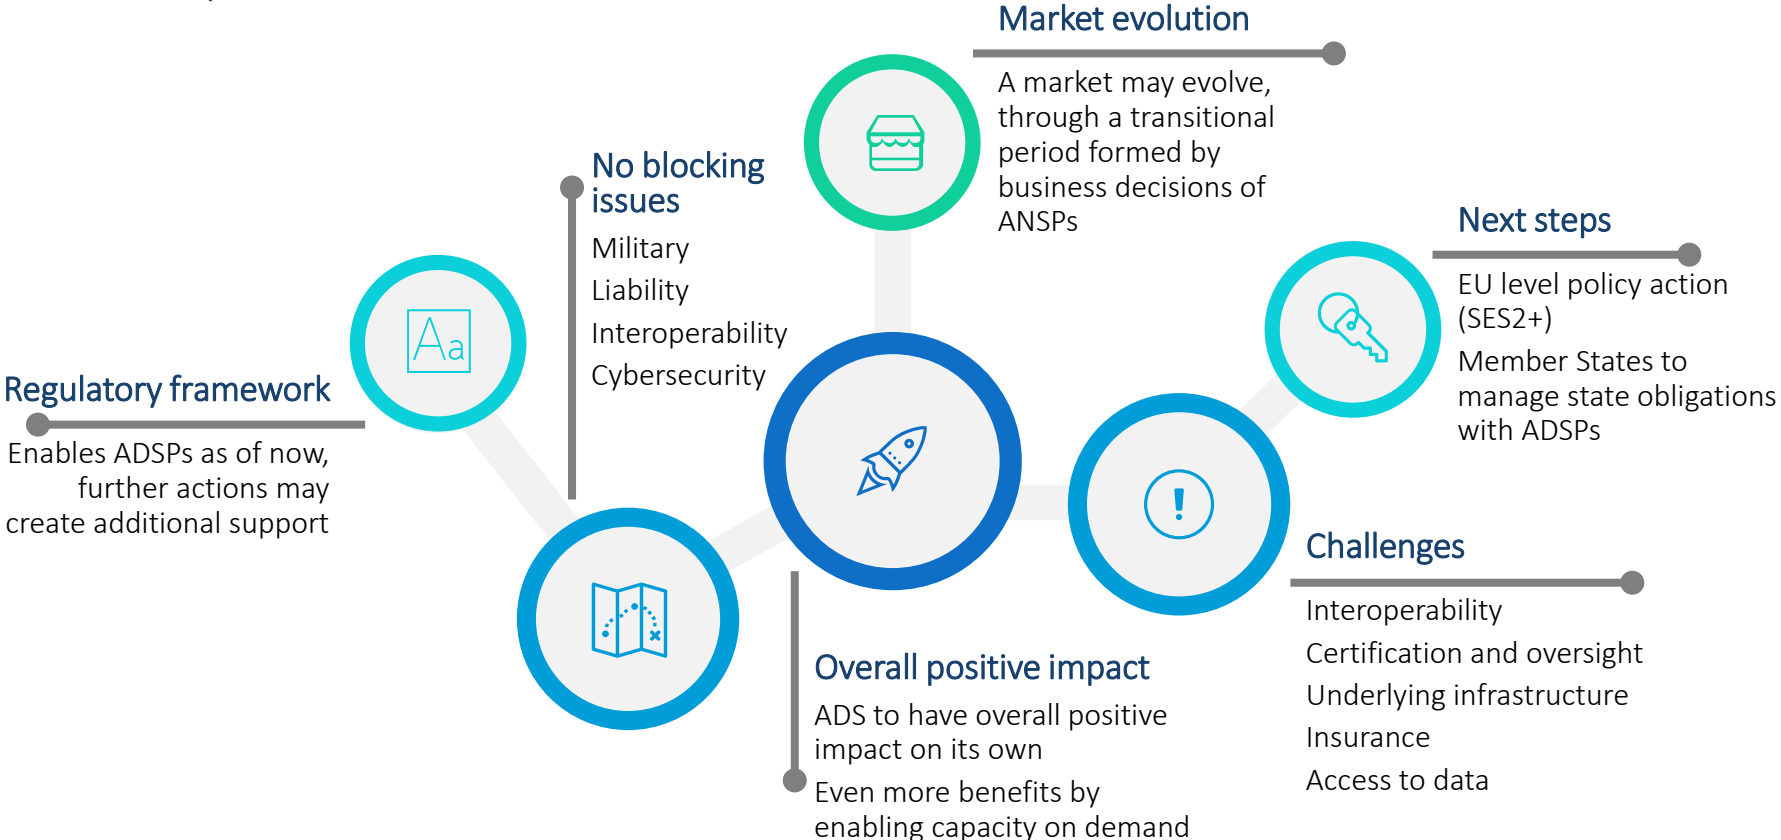 Market evolution
A market may evolve,
through a transitional
period formed by
business decisions of
ANSPs
No blocking
issues
Military
Liability
Interoperability
Cybersecurity
Next steps
EU level policy action
(SES2+)
Member States to
manage state obligations
with ADSPs
Aa
Regulatory framework
Enables ADSPs as of now,
further actions may
create additional support
!
Challenges
Interoperability
Certification and oversight
Underlying infrastructure
Insurance
Access to data
Overall positive impact
ADS to have overall positive
impact on its own
Even more benefits by
enabling capacity on demand